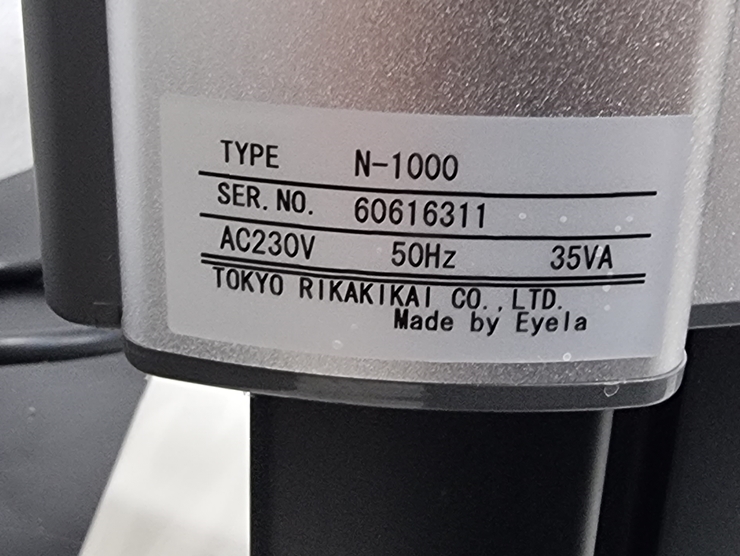 TYPE N-1000
SER. NO. 60616311
AC230V 50Hz 35VA
TOKYO RIKAKIKAI CO., LTD.
Made by Eyela